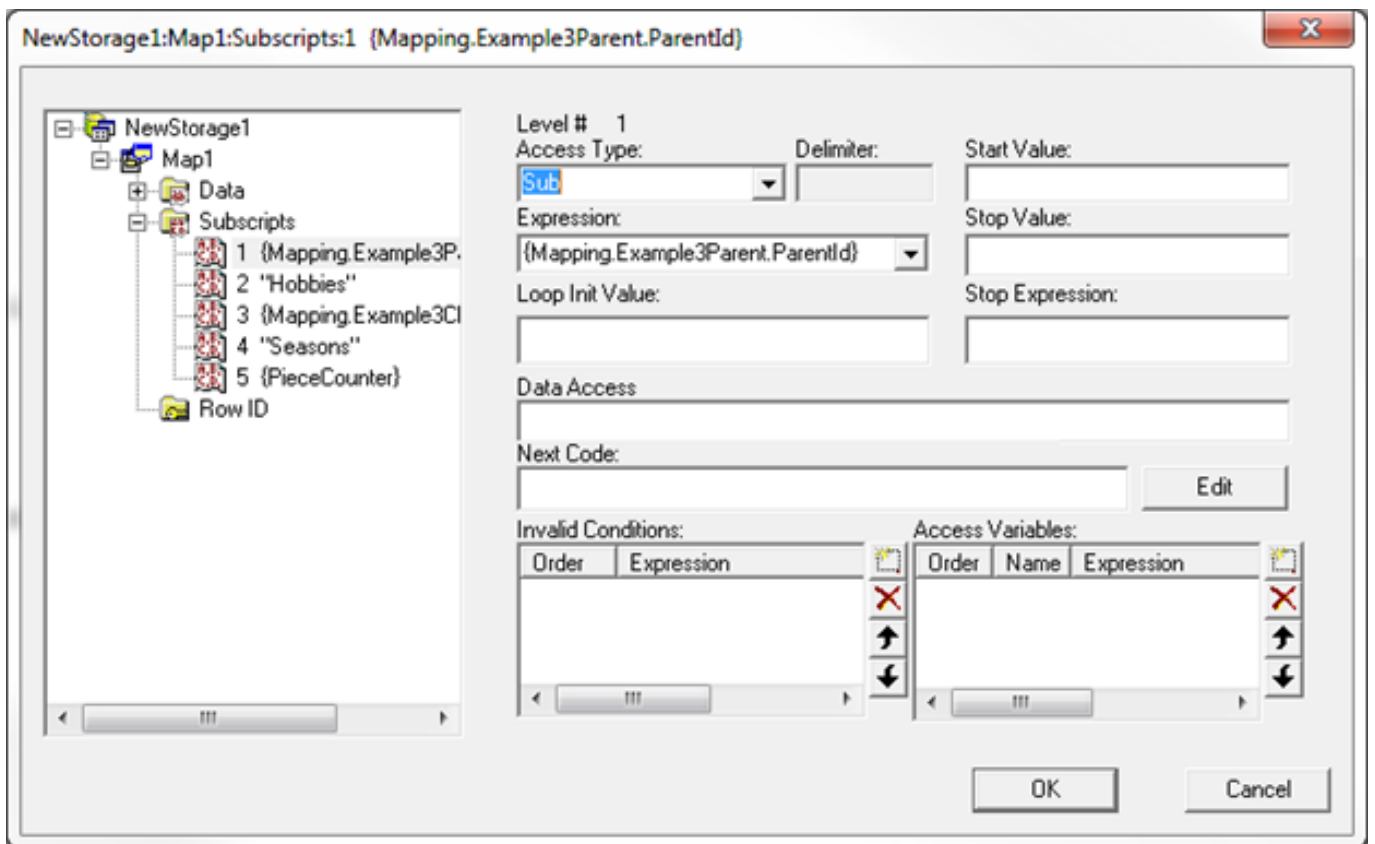 NewStorage1:Map1:Subscripts:1 {Mapping.Example3Parent.ParentId}
NewStorage1
Map1
Data
Subscripts
1 {Mapping.Example3P
2 "Hobbies"
3 {Mapping.Example3Cl
4 "Seasons"
5 {PieceCounter}
Row ID
Level # 1
Access Type:
Delimiter:
Start Value:
Sub
Expression:
Stop Value:
{Mapping.Example3Parent.ParentId}
Loop Init Value:
Stop Expression:
Data Access
Next Code:
Edit
Invalid Conditions:
Access Variables:
Order Expression
Order Name Expression
OK
Cancel